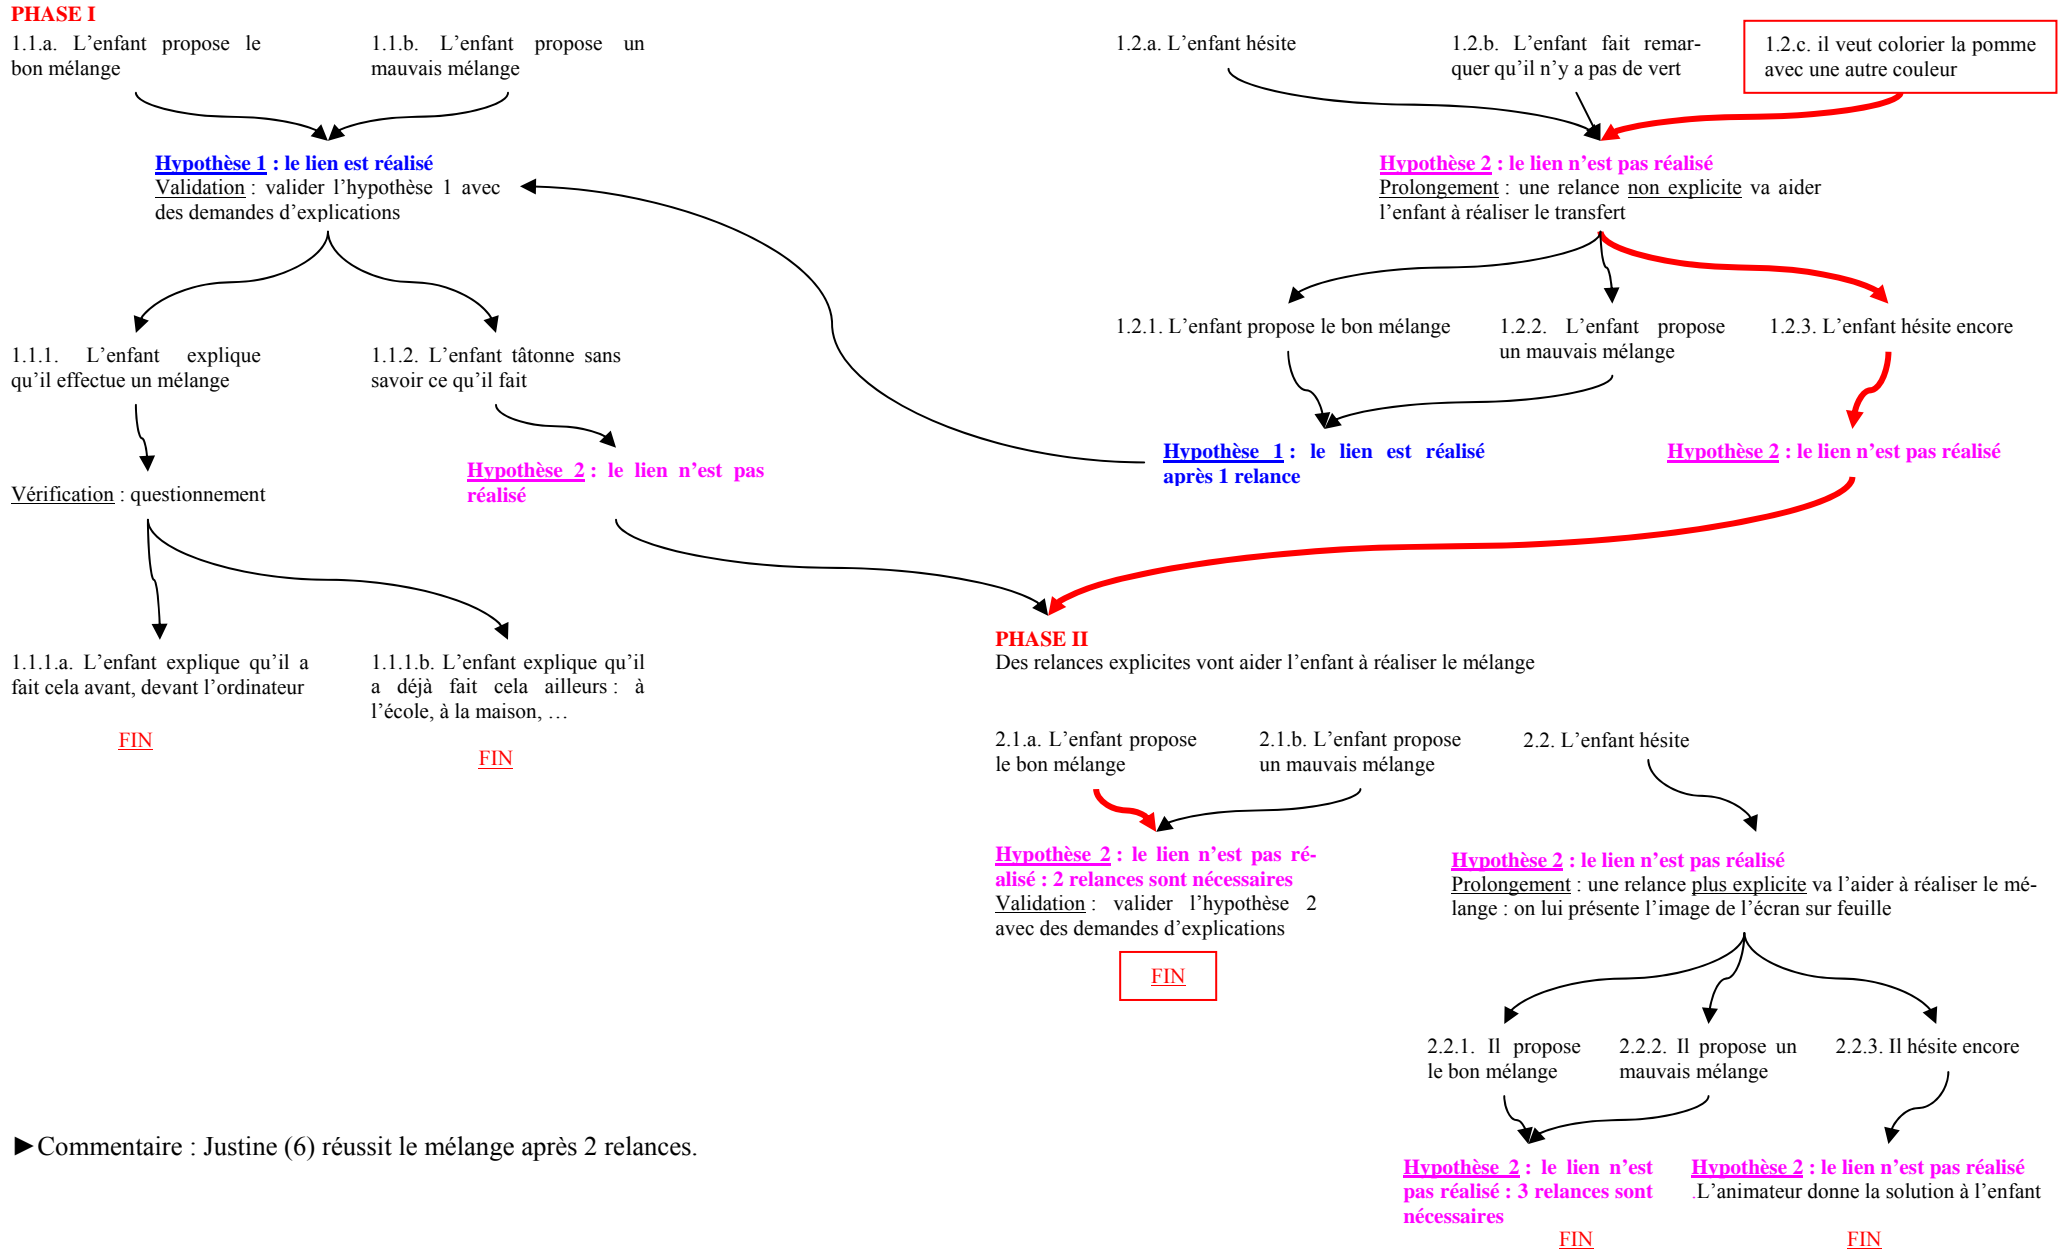 PHASE I
1.1.a. L'enfant propose le
bon mélange
1.1.b. L'enfant propose un
mauvais mélange
1.2.a. L'enfant hésite
1.2.b. L'enfant fait remar-
quer qu'il n'y a pas de vert
1.2.c. il veut colorier la pomme
avec une autre couleur
Hypothèse 1 : le lien est réalisé
Validation : valider l'hypothèse 1 avec
des demandes d'explications
Hypothèse 2 : le lien n'est pas réalisé
Prolongement : une relance non explicite va aider
l'enfant à réaliser le transfert
1.1.1. L'enfant explique
qu'il effectue un mélange
1.1.2. L'enfant tâtonne sans
savoir ce qu'il fait
1.2.1. L'enfant propose le bon mélange
1.2.2. L'enfant propose
un mauvais mélange
1.2.3. L'enfant hésite encore
Vérification : questionnement
Hypothèse 2 : le lien n'est pas
réalisé
Hypothèse 1 : le lien est réalisé
après 1 relance
Hypothèse 2 : le lien n'est pas réalisé
1.1.1.a. L'enfant explique qu'il a
fait cela avant, devant l'ordinateur
FIN
1.1.1.b. L'enfant explique qu'il
a déjà fait cela ailleurs : à
l'école, à la maison, …
FIN
PHASE II
Des relances explicites vont aider l'enfant à réaliser le mélange
2.1.a. L'enfant propose
le bon mélange
2.1.b. L'enfant propose
un mauvais mélange
2.2. L'enfant hésite
Hypothèse 2 : le lien n'est pas ré-
alisé : 2 relances sont nécessaires
Validation : valider l'hypothèse 2
avec des demandes d'explications
FIN
Hypothèse 2 : le lien n'est pas réalisé
Prolongement : une relance plus explicite va l'aider à réaliser le mé-
lange : on lui présente l'image de l'écran sur feuille
2.2.1. Il propose
le bon mélange
2.2.2. Il propose un
mauvais mélange
2.2.3. Il hésite encore
►Commentaire : Justine (6) réussit le mélange après 2 relances.
Hypothèse 2 : le lien n'est
pas réalisé : 3 relances sont
nécessaires
FIN
Hypothèse 2 : le lien n'est pas réalisé
.L'animateur donne la solution à l'enfant
FIN